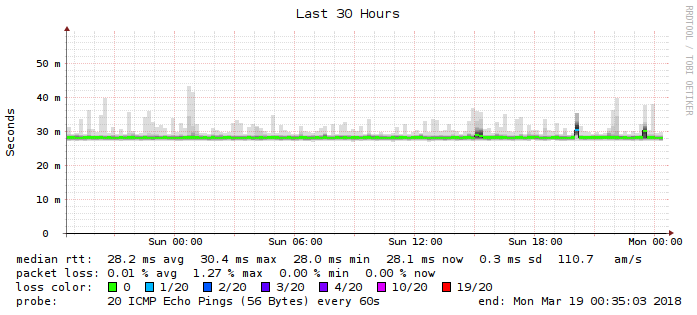 Last 30 Hours
RRDTOOL / TOBI OETIKER
Seconds
50 m
40 m
30 m
20 m
10 m
0
Sun 00:00 Sun 06:00 Sun 12:00 Sun 18:00 Mon 00:00
median rtt: 28.2 ms avg 30.4 ms max 28.0 ms min 28.1 ms now 0.3 ms sd 110.7 am/s
packet loss: 0.01 % avg 1.27 % max 0.00 % min 0.00 % now
loss color: 0 1/20 2/20 3/20 4/20 10/20 19/20
probe: 20 ICMP Echo Pings (56 Bytes) every 60s end: Mon Mar 19 00:35:03 2018